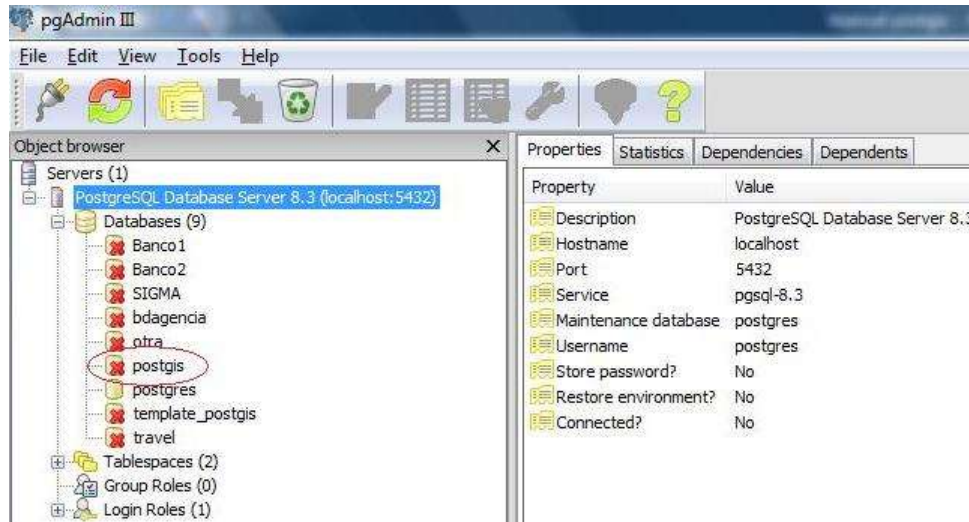 pgAdmin III
File Edit View Tools Help
Object browser
Servers (1)
PostgreSQL Database Server 8.3 (localhost:5432)
Databases (9)
Banco1
Banco2
SIGMA
bdagencia
otra
postgis
postgres
template_postgis
travel
Tablespaces (2)
Group Roles (0)
Login Roles (1)
Properties Statistics Dependencies Dependents
Property Value
Description PostgreSQL Database Server 8.3
Hostname localhost
Port 5432
Service pgsql-8.3
Maintenance database postgres
Username postgres
Store password? No
Restore environment? No
Connected? No